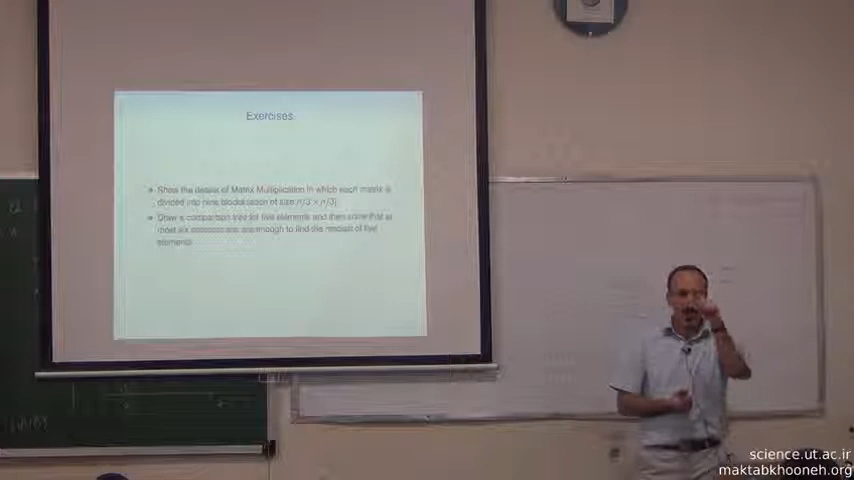 Exercises
Show the details of Matrix Multiplication in which each matrix is
divided into nine blocks (each of size n/3 × n/3).
Draw a comparison tree for five elements and then show that at
most six comparisons are enough to find the median of five
elements
science.ut.ac.ir
maktabkhooneh.org